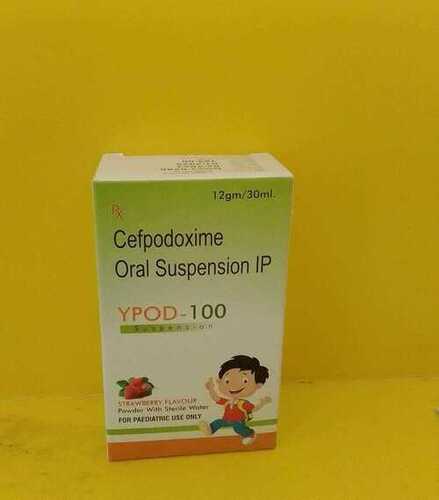 12gm/30ml.
Rx
Cefpodoxime
Oral Suspension IP
YPOD-100
Suspension
STRAWBERRY FLAVOUR
Powder With Sterile Water
FOR PAEDIATRIC USE ONLY